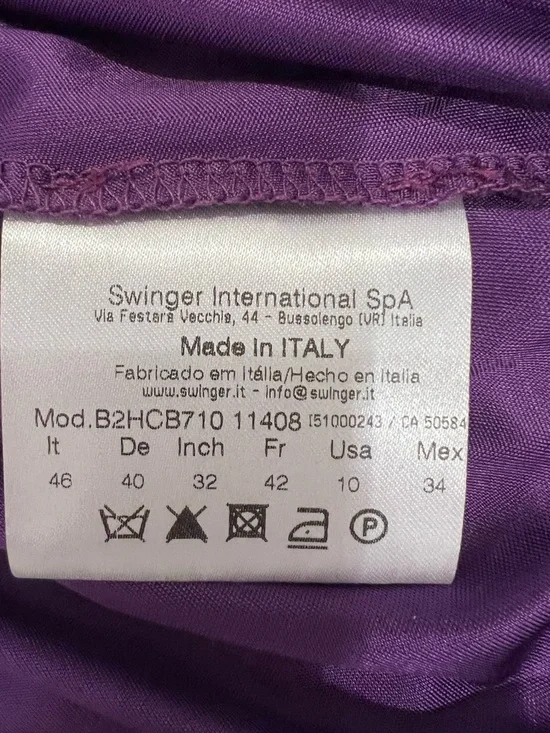 Swinger International SpA
Via Festara Vecchia, 44 - Bussolengo (VR) Italia
Made in ITALY
Fabricado em Itália/Hecho en Italia
www.swinger.it - info@swinger.it
Mod.B2HCB710 11408 151000243 / CA 50584
It De Inch Fr Usa Mex
46 40 32 42 10 34
P